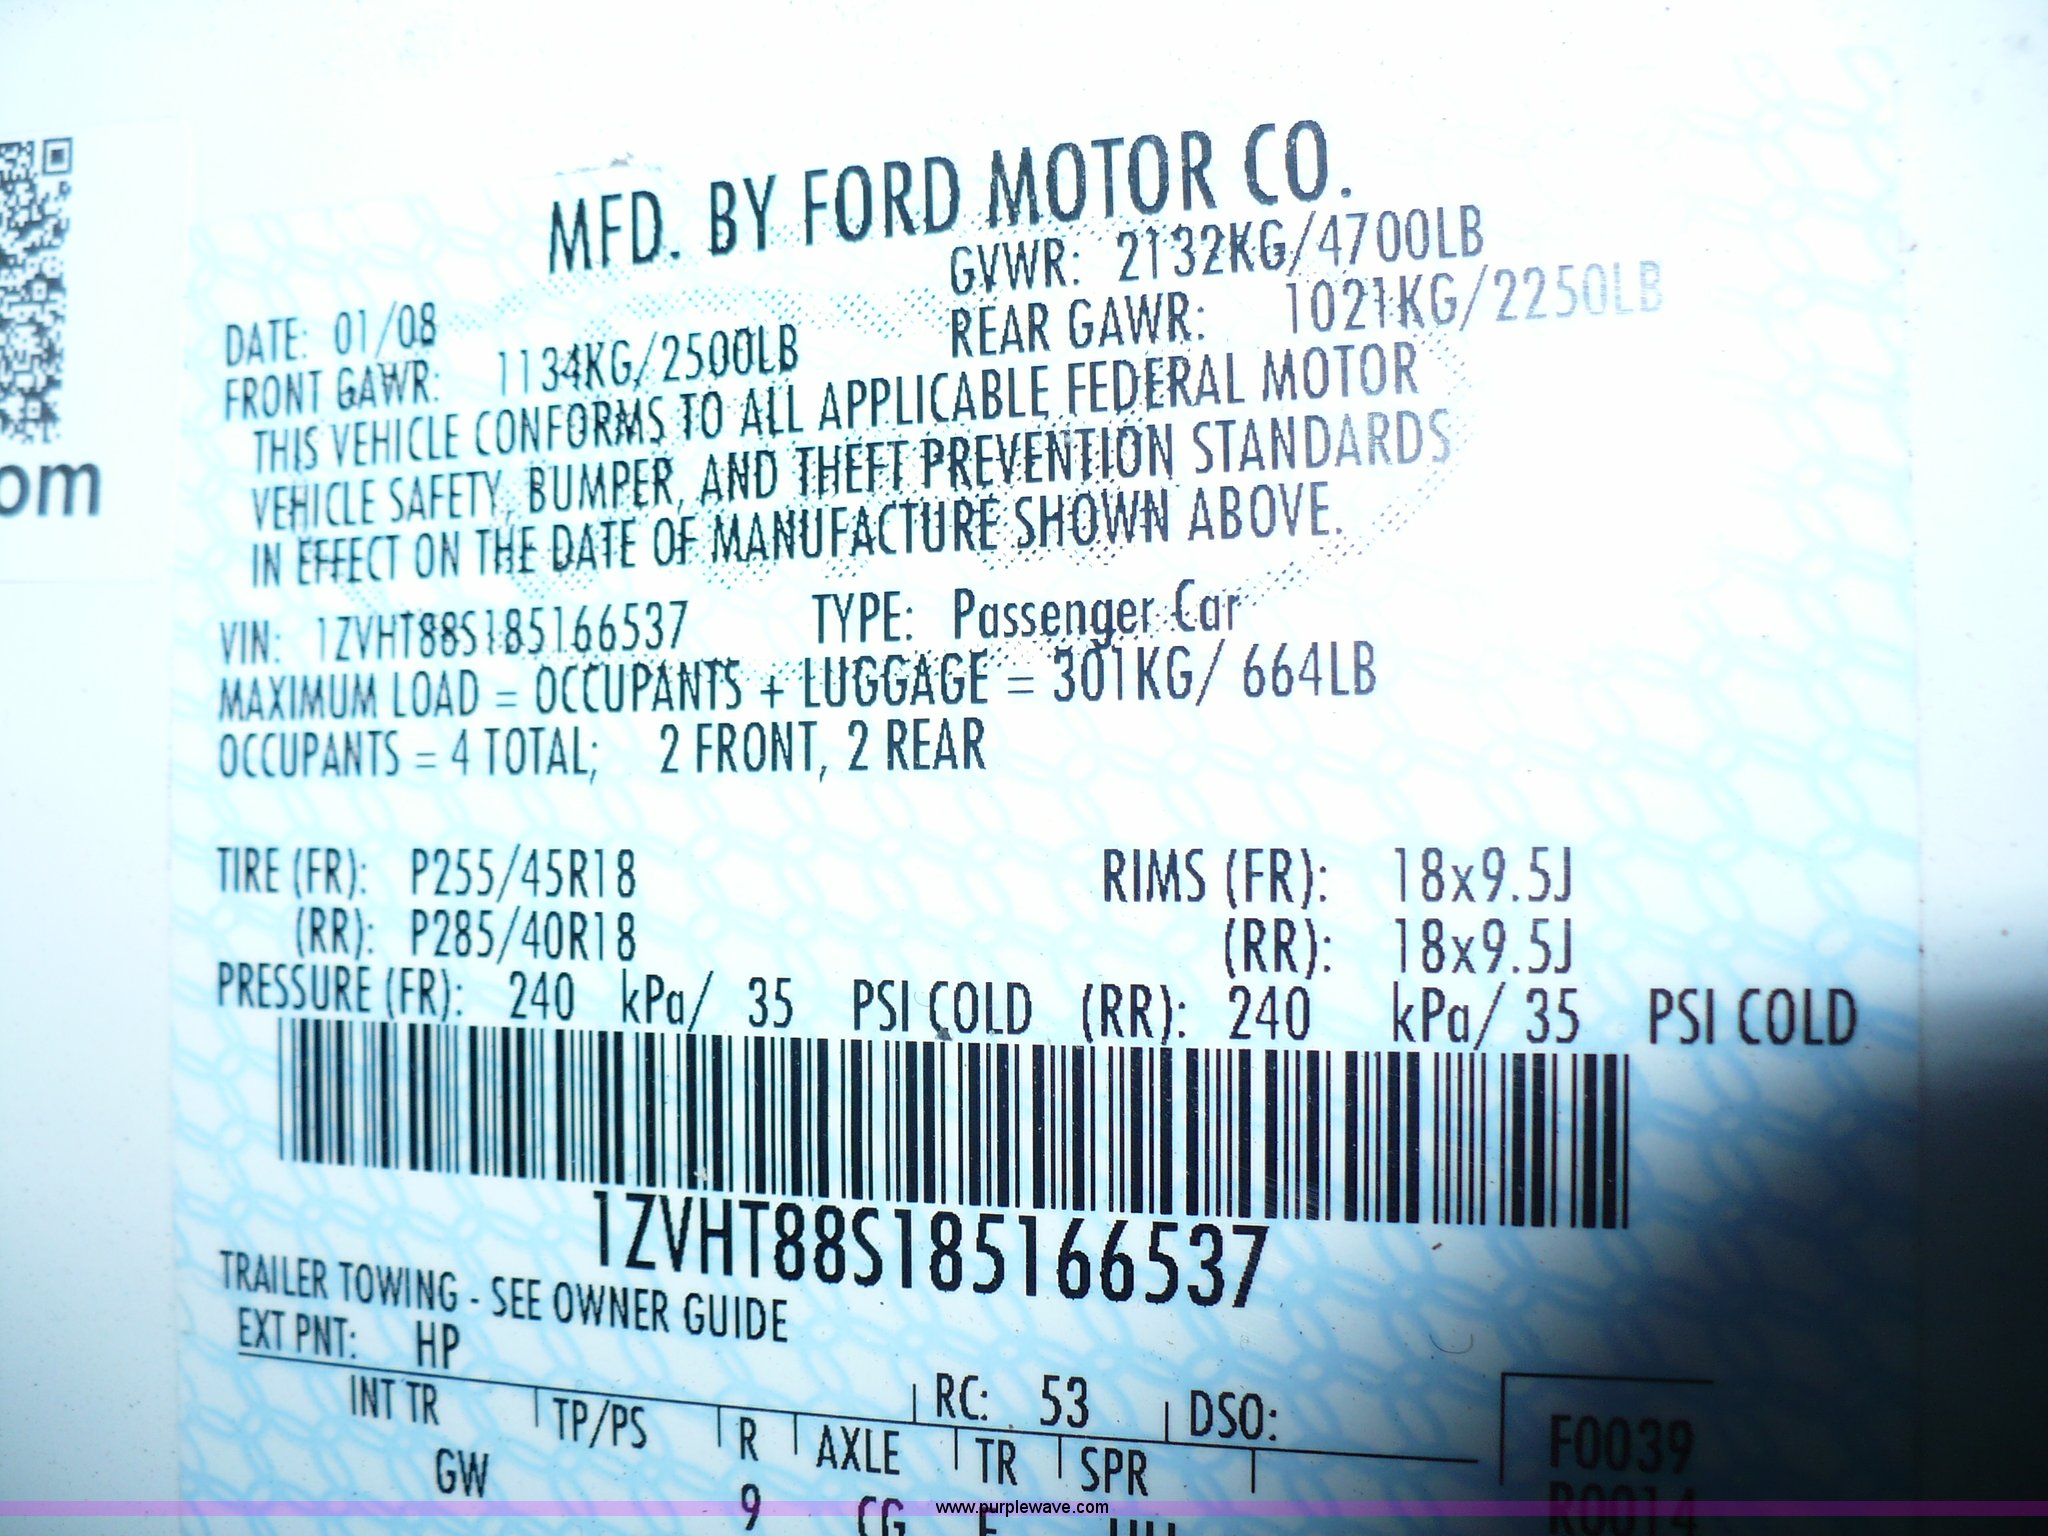 om
MFD. BY FORD MOTOR CO.
DATE: 01/08 GVWR: 2132KG/4700LB
FRONT GAWR: 1134KG/2500LB REAR GAWR: 1021KG/2250LB
THIS VEHICLE CONFORMS TO ALL APPLICABLE FEDERAL MOTOR
VEHICLE SAFETY, BUMPER, AND THEFT PREVENTION STANDARDS
IN EFFECT ON THE DATE OF MANUFACTURE SHOWN ABOVE.
VIN: 1ZVHT88S185166537 TYPE: Passenger Car
MAXIMUM LOAD = OCCUPANTS + LUGGAGE = 301KG/ 664LB
OCCUPANTS = 4 TOTAL; 2 FRONT, 2 REAR
TIRE (FR): P255/45R18 RIMS (FR): 18x9.5J
(RR): P285/40R18 (RR): 18x9.5J
PRESSURE (FR): 240 kPa/ 35 PSI COLD (RR): 240 kPa/ 35 PSI COLD
1ZVHT88S185166537
TRAILER TOWING - SEE OWNER GUIDE
EXT PNT: HP RC: 53 DSO:
INT TR TP/PS R AXLE TR SPR F0039
GW 9 CG R0014
www.purplewave.com